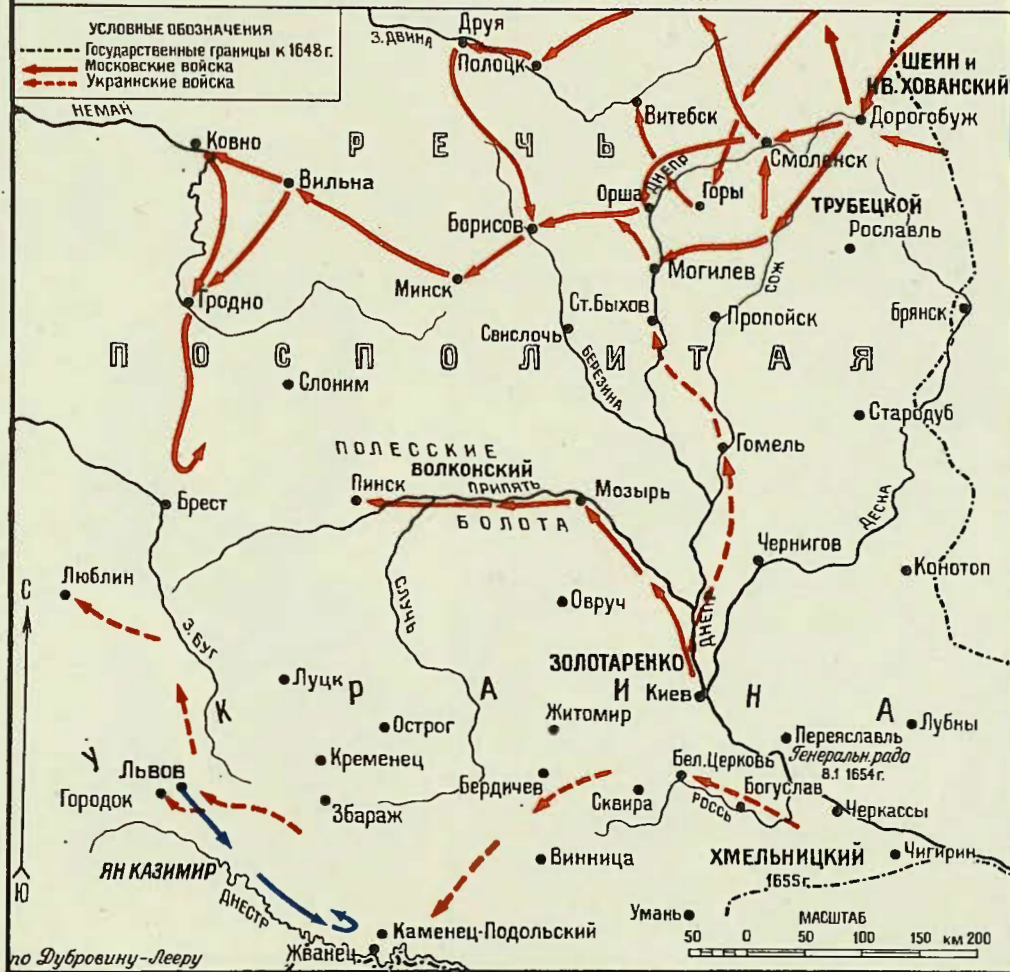 УСЛОВНЫЕ ОБОЗНАЧЕНИЯ
Государственные границы к 1648 г.
Московские войска
Украинские войска
Друя
З. ДВИНА
Полоцк
ШЕИН и
КВ. ХОВАНСКИЙ
НЕМАН
Витебск
Дорогобуж
Ковно
РЕЧЬ
Смоленск
Вильна
ДНЕПР
Орша
Горы
ТРУБЕЦКОЙ
Борисов
Рославль
Минск
Могилев
СОЖ
Гродно
Ст. Быхов
Пропойск
Брянск
Свислочь
ПОСПОЛИТАЯ
БЕРЕЗИНА
Слоним
Стародуб
Гомель
ПОЛЕССКИЕ
ВОЛКОНСКИЙ
ПРИПЯТЬ
Пинск
Мозырь
Брест
БОЛОТА
ДЕСНА
Чернигов
Конотоп
С
Люблин
СЛУЧЬ
Овруч
З. БУГ
ДНЕПР
ЗОЛОТАРЕНКО
Луцк
УКРАИНА
Киев
Острог
Житомир
Лубны
Переяславль
Генеральн. рада
8.1 1654 г.
Кременец
Львов
Бел. Церковь
Городок
Бердичев
Богуслав
Сквира
Збараж
РОССЬ
Черкассы
Винница
ХМЕЛЬНИЦКИЙ
1655 г.
Чигирин
ЯН КАЗИМИР
Ю
ДНЕСТР
Умань
МАСШТАБ
Каменец-Подольский
50 0 50 100 150 км 200
Жванец
по Дубровину-Лееру